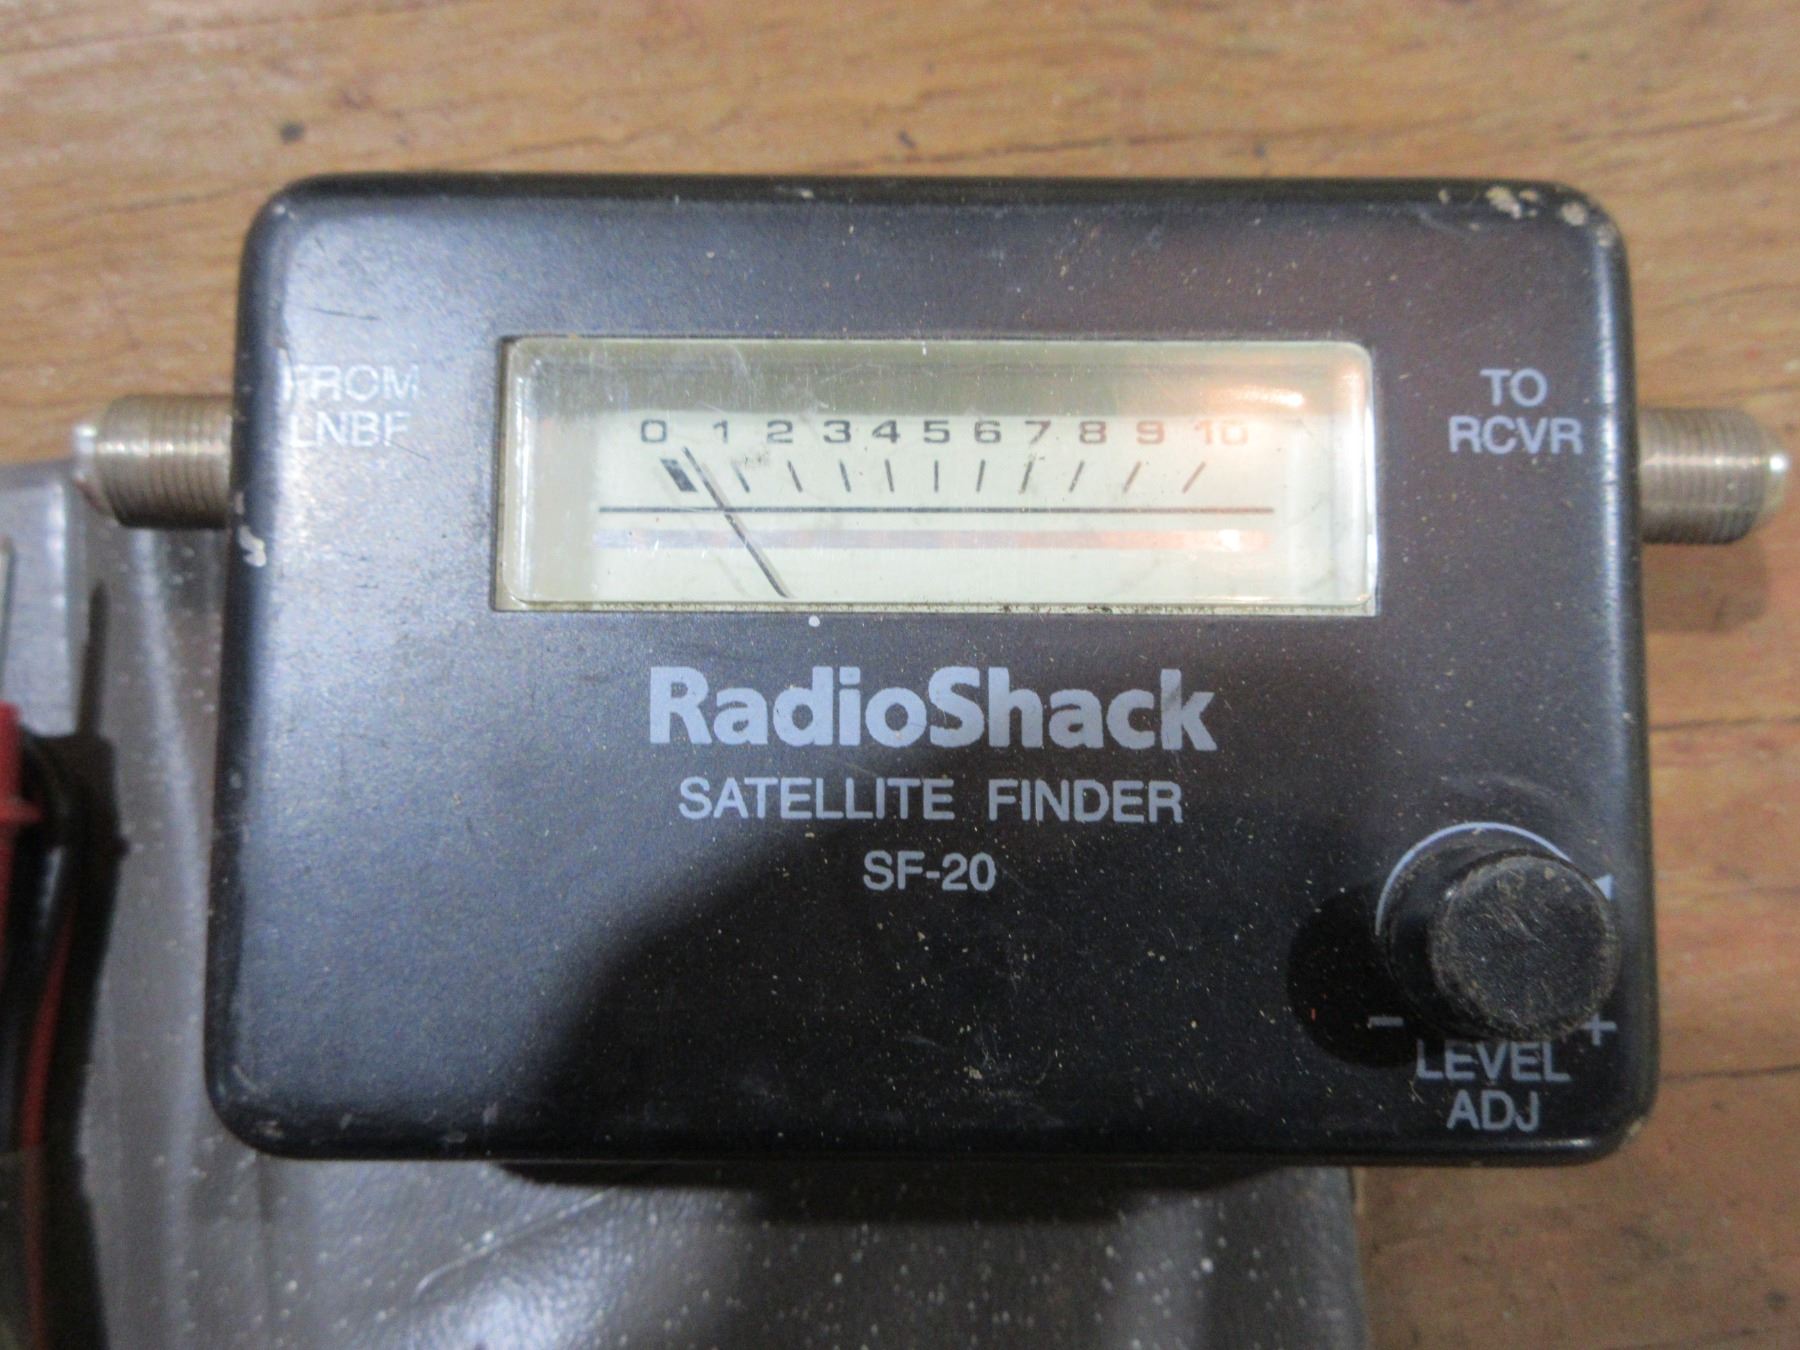 FROM
LNBF
0 1 2 3 4 5 6 7 8 9 10
TO
RCVR
RadioShack
SATELLITE FINDER
SF-20
- +
LEVEL
ADJ